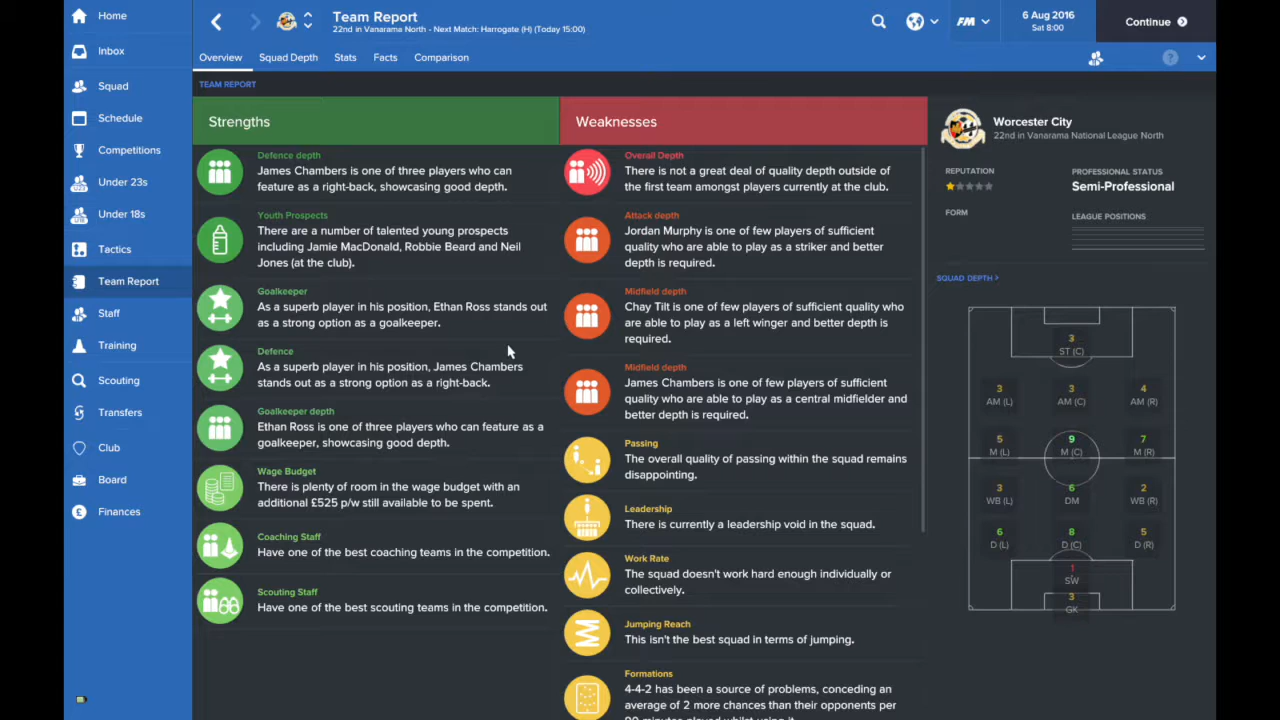 Home
Inbox
Squad
Schedule
Competitions
Under 23s
Under 18s
Tactics
Team Report
Staff
Training
Scouting
Transfers
Club
Board
Finances
Team Report
22nd in Vanarama North - Next Match: Harrogate (H) (Today 15:00)
FM
6 Aug 2016
Sat 8:00
Continue
Overview
Squad Depth
Stats
Facts
Comparison
?
TEAM REPORT
Strengths
Defence depth
James Chambers is one of three players who can
feature as a right-back, showcasing good depth.
Youth Prospects
There are a number of talented young prospects
including Jamie MacDonald, Robbie Beard and Neil
Jones (at the club).
Goalkeeper
As a superb player in his position, Ethan Ross stands out
as a strong option as a goalkeeper.
Defence
As a superb player in his position, James Chambers
stands out as a strong option as a right-back.
Goalkeeper depth
Ethan Ross is one of three players who can feature as a
goalkeeper, showcasing good depth.
Wage Budget
There is plenty of room in the wage budget with an
additional £525 p/w still available to be spent.
Coaching Staff
Have one of the best coaching teams in the competition.
Scouting Staff
Have one of the best scouting teams in the competition.
Weaknesses
Overall Depth
There is not a great deal of quality depth outside of
the first team amongst players currently at the club.
Attack depth
Jordan Murphy is one of few players of sufficient
quality who are able to play as a striker and better
depth is required.
Midfield depth
Chay Tilt is one of few players of sufficient quality who
are able to play as a left winger and better depth is
required.
Midfield depth
James Chambers is one of few players of sufficient
quality who are able to play as a central midfielder and
better depth is required.
Passing
The overall quality of passing within the squad remains
disappointing.
Leadership
There is currently a leadership void in the squad.
Work Rate
The squad doesn't work hard enough individually or
collectively.
Jumping Reach
This isn't the best squad in terms of jumping.
Formations
4-4-2 has been a source of problems, conceding an
average of 2 more chances than their opponents per
90 minutes played whilst using it.
Worcester City
22nd in Vanarama National League North
REPUTATION
PROFESSIONAL STATUS
Semi-Professional
FORM
LEAGUE POSITIONS
SQUAD DEPTH >
3
ST (C)
3 3 4
AM (L) AM (C) AM (R)
5 9 7
M (L) M (C) M (R)
3 6 2
WB (L) DM WB (R)
6 8 5
D (L) D (C) D (R)
1
SW
3
GK